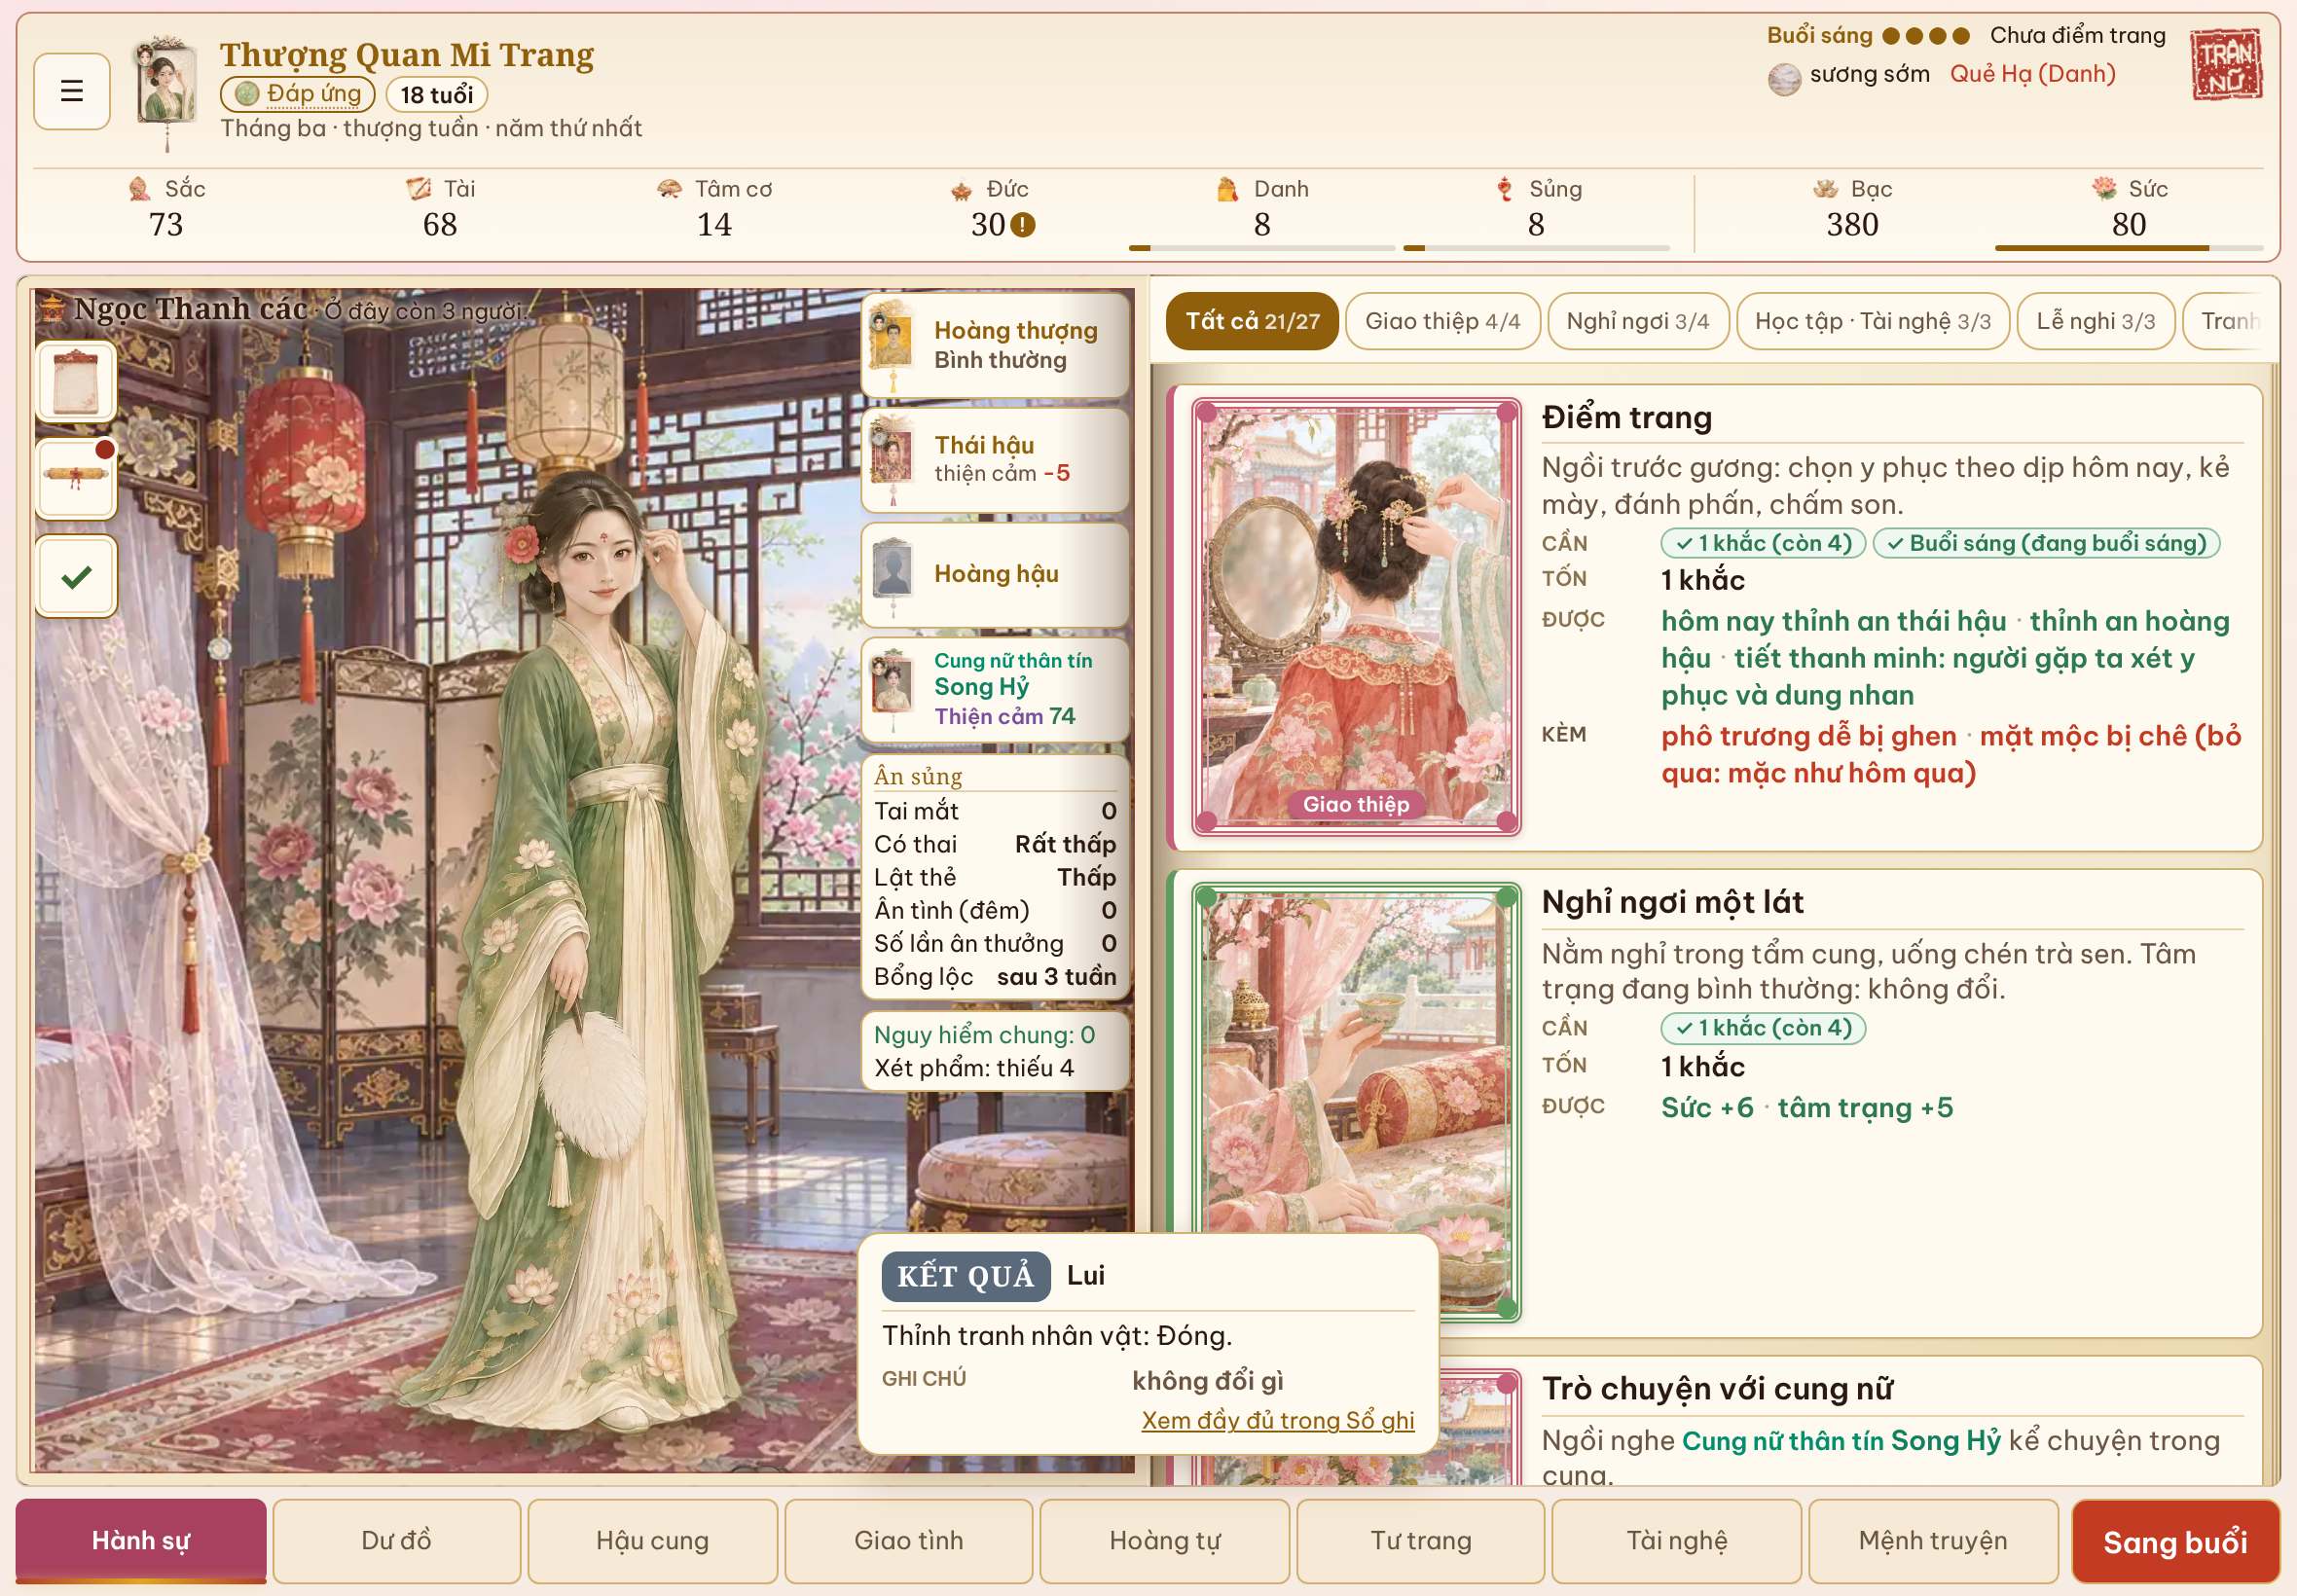 Thượng Quan Mi Trang
Đáp ứng 18 tuổi
Tháng ba · thượng tuần · năm thứ nhất
Buổi sáng Chưa điểm trang
sương sớm Quẻ Hạ (Danh)
TRÂN
NỮ
Sắc
73
Tài
68
Tâm cơ
14
Đức
30 !
Danh
8
Sủng
8
Bạc
380
Sức
80
Ngọc Thanh các · Ở đây còn 3 người.
Hoàng thượng
Bình thường
Thái hậu
thiện cảm -5
Hoàng hậu
Cung nữ thân tín
Song Hỷ
Thiện cảm 74
Ân sủng
Tai mắt 0
Có thai Rất thấp
Lật thẻ Thấp
Ân tình (đêm) 0
Số lần ân thưởng 0
Bổng lộc sau 3 tuần
Nguy hiểm chung: 0
Xét phẩm: thiếu 4
Tất cả 21/27
Giao thiệp 4/4
Nghỉ ngơi 3/4
Học tập · Tài nghệ 3/3
Lễ nghi 3/3
Tranh
Điểm trang
Ngồi trước gương: chọn y phục theo dịp hôm nay, kẻ
mày, đánh phấn, chấm son.
CẦN ✓ 1 khắc (còn 4) ✓ Buổi sáng (đang buổi sáng)
TỐN 1 khắc
ĐƯỢC hôm nay thỉnh an thái hậu · thỉnh an hoàng
hậu · tiết thanh minh: người gặp ta xét y
phục và dung nhan
KÈM phô trương dễ bị ghen · mặt mộc bị chê (bỏ
qua: mặc như hôm qua)
Giao thiệp
Nghỉ ngơi một lát
Nằm nghỉ trong tẩm cung, uống chén trà sen. Tâm
trạng đang bình thường: không đổi.
CẦN ✓ 1 khắc (còn 4)
TỐN 1 khắc
ĐƯỢC Sức +6 · tâm trạng +5
Trò chuyện với cung nữ
Ngồi nghe Cung nữ thân tín Song Hỷ kể chuyện trong
cung.
KẾT QUẢ Lui
Thỉnh tranh nhân vật: Đóng.
GHI CHÚ không đổi gì
Xem đầy đủ trong Sổ ghi
Hành sự
Dư đồ
Hậu cung
Giao tình
Hoàng tự
Tư trang
Tài nghệ
Mệnh truyện
Sang buổi